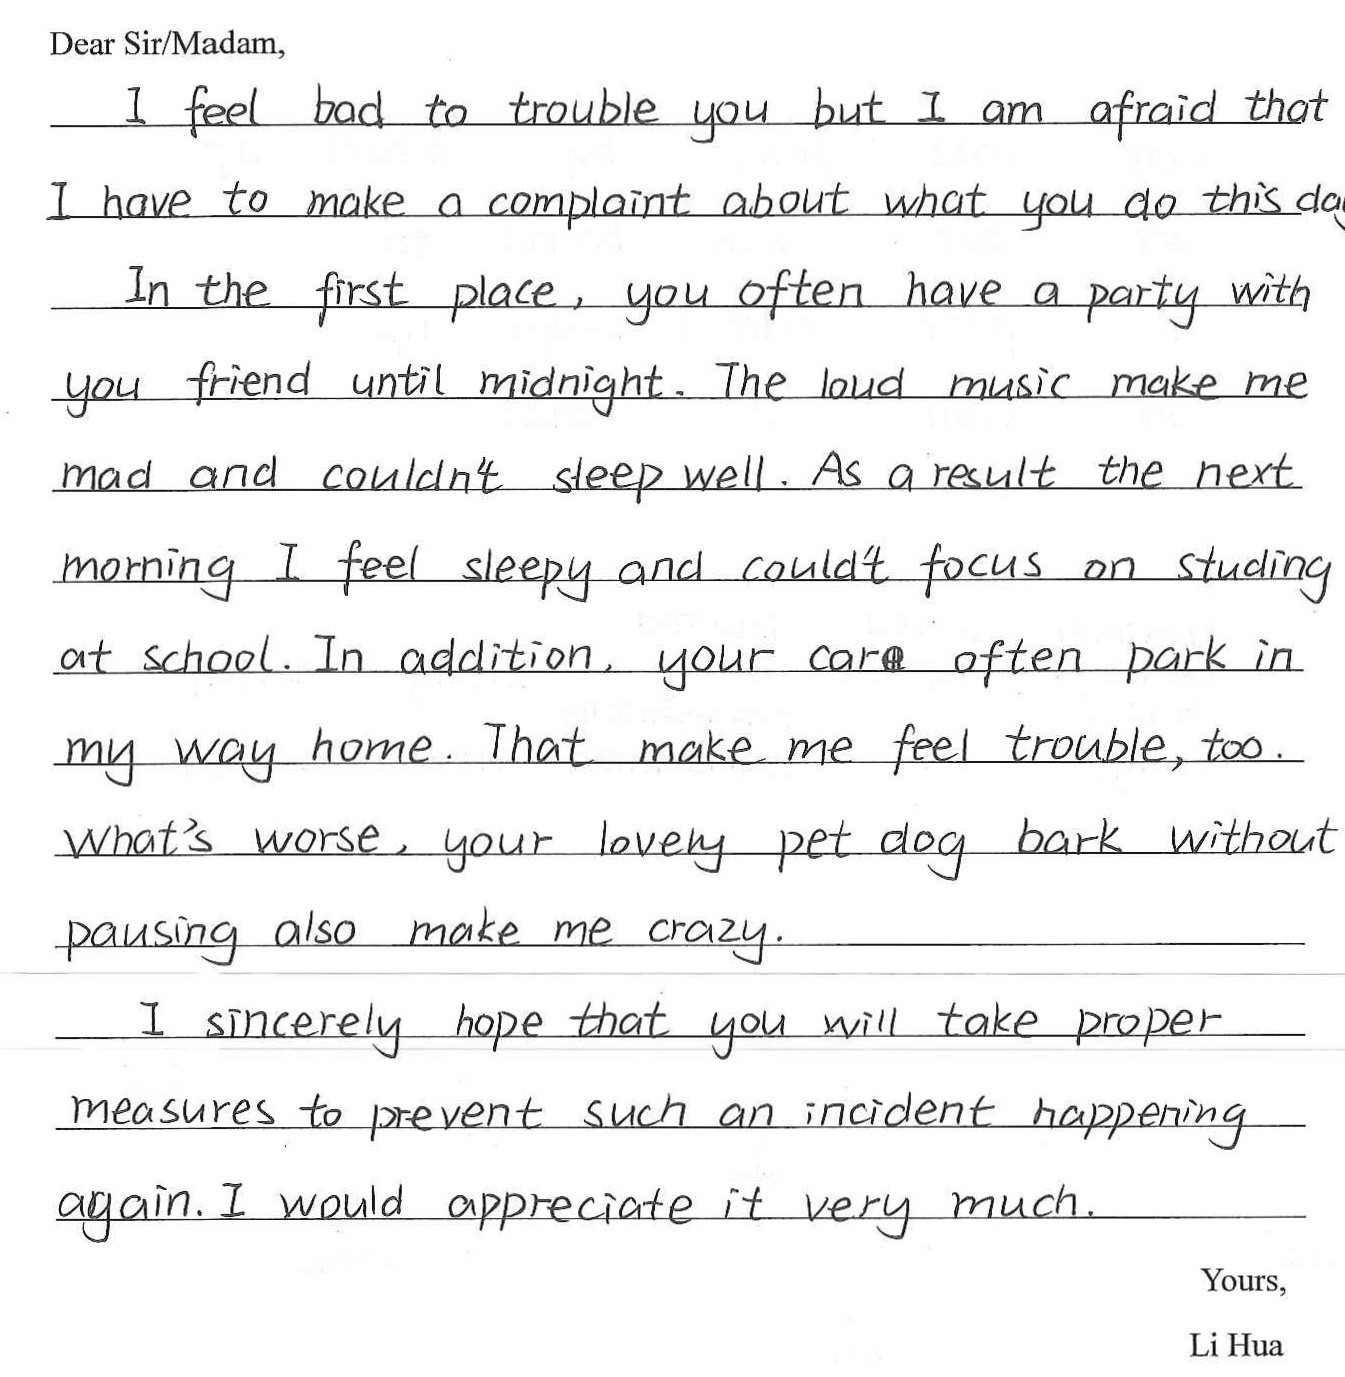 Dear Sir/Madam,
I feel bad to trouble you but I am afraid that
I have to make a complaint about what you do this da
In the first place, you often have a party with
you friend until midnight. The loud music make me
mad and couldn't sleep well. As a result the next
morning I feel sleepy and could't focus on studing
at school. In addition, your car often park in
my way home. That make me feel trouble, too.
What's worse, your lovely pet dog bark without
pausing also make me crazy.
I sincerely hope that you will take proper
measures to prevent such an incident happening
again. I would appreciate it very much.
Yours,
Li Hua